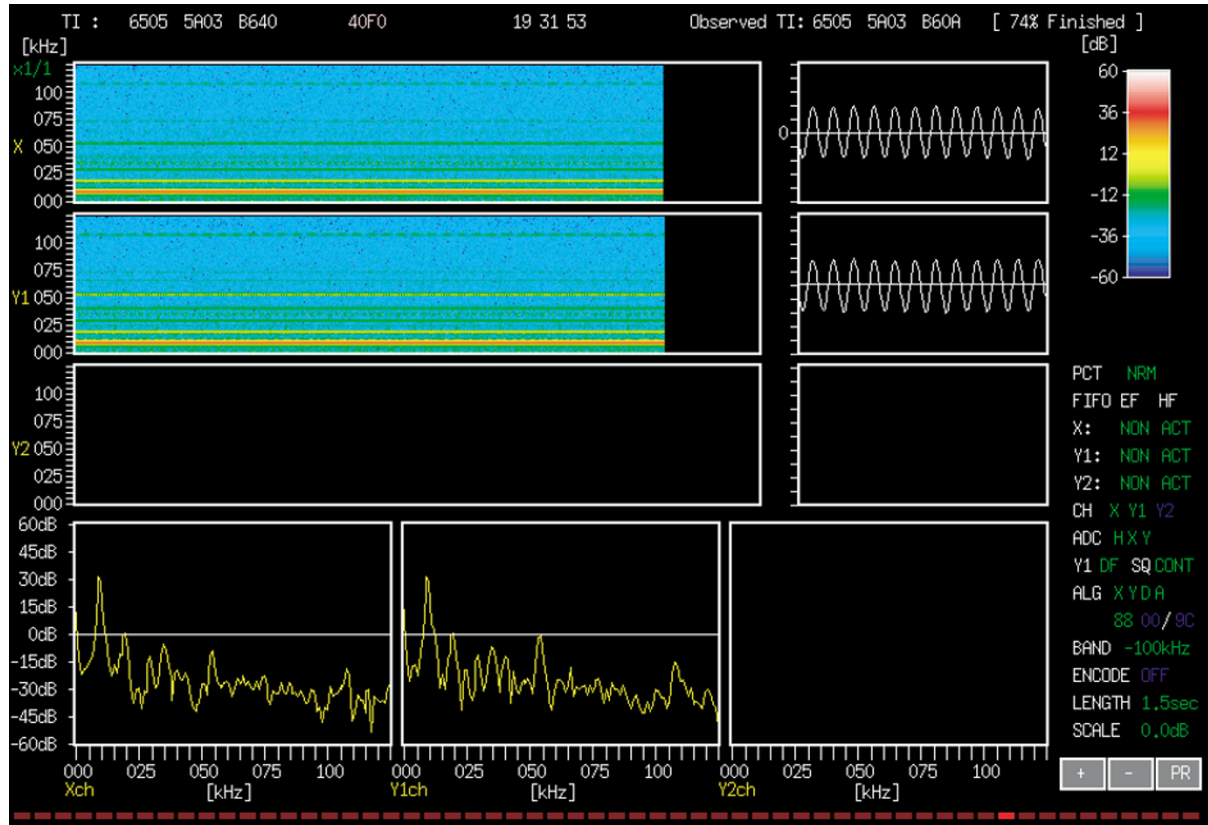 TI : 6505 5A03 B640 40F0 19 31 53 Observed TI: 6505 5A03 B60A [ 74% Finished ]
[kHz] [dB]
x1/1
100
075
X 050
025
000
0
60
36
12
-12
-36
-60
100
075
Y1 050
025
000
100
075
Y2 050
025
000
PCT NRM
FIFO EF HF
X: NON ACT
Y1: NON ACT
Y2: NON ACT
CH X Y1 Y2
ADC H X Y
Y1 DF SQ CONT
ALG X Y D A
88 00/ 9C
BAND -100kHz
ENCODE OFF
LENGTH 1.5sec
SCALE 0.0dB
+ - PR
60dB
45dB
30dB
15dB
0dB
-15dB
-30dB
-45dB
-60dB
000 025 050 075 100 000 025 050 075 100 000 025 050 075 100
Xch [kHz] Y1ch [kHz] Y2ch [kHz]